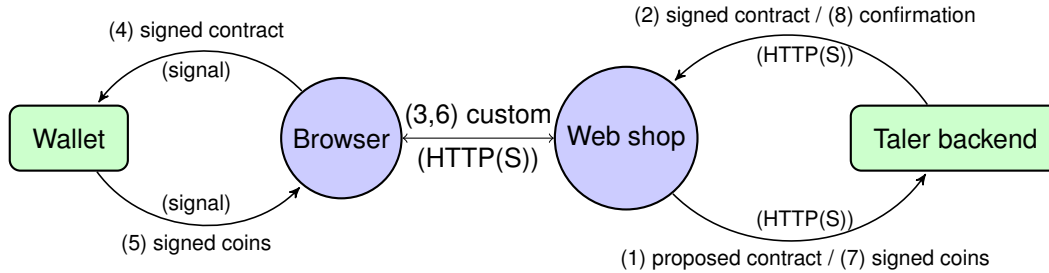 (4) signed contract
(signal)
Wallet
(signal)
(5) signed coins
Browser
(3,6) custom
(HTTP(S))
Web shop
(2) signed contract / (8) confirmation
(HTTP(S))
Taler backend
(HTTP(S))
(1) proposed contract / (7) signed coins